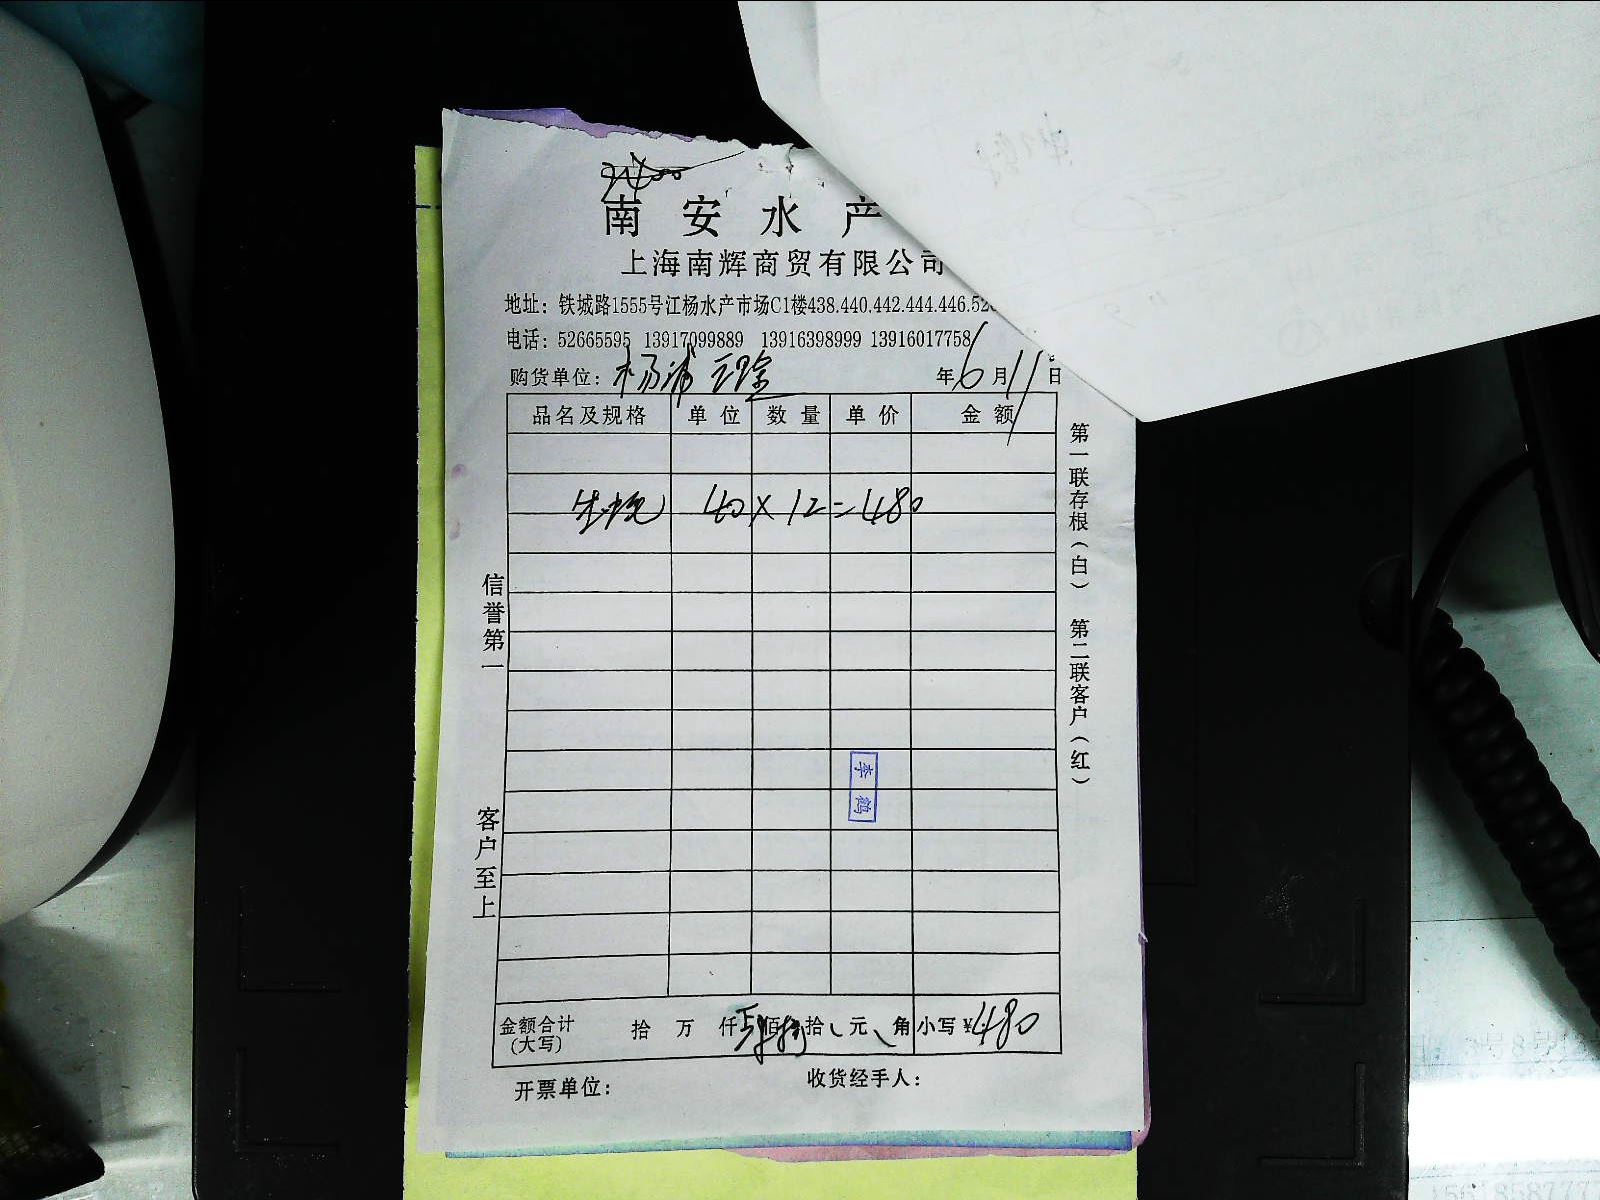 南安水产
上海南辉商贸有限公司
地址：铁城路1555号江杨水产市场C1楼438.440.442.444.446.52
电话：52665595 13917099889 13916398999 13916017758
购货单位：杨浦 年6月11日
品名及规格 单位 数量 单价 金额
40×12=480
金额合计（大写） 拾 万 仟 佰 拾 元 角 小写¥480
开票单位： 收货经手人：
信誉第一
客户至上
第一联存根（白） 第二联客户（红）
李鹤